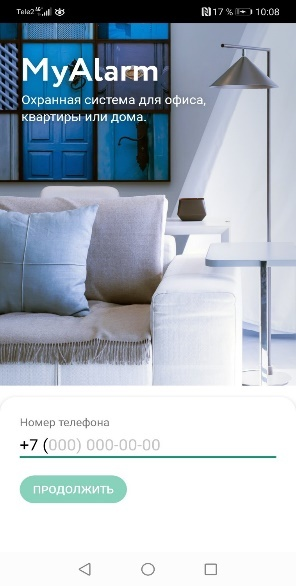 Tele2 4G 17 % 10:08
MyAlarm
Охранная система для офиса,
квартиры или дома.
Номер телефона
+7 (000) 000-00-00
ПРОДОЛЖИТЬ